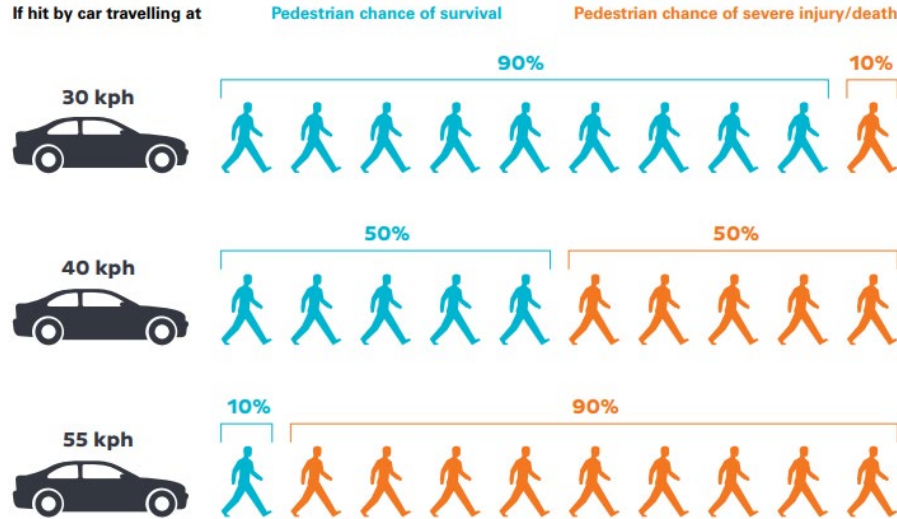 If hit by car travelling at
Pedestrian chance of survival
Pedestrian chance of severe injury/death
90%
10%
30 kph
50%
50%
40 kph
10%
90%
55 kph